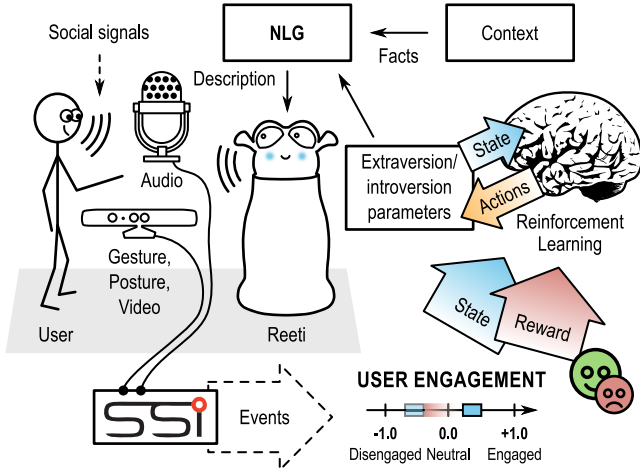 Social signals
NLG
Context
Facts
Description
Audio
Extraversion/
introversion
parameters
State
Actions
Reinforcement
Learning
Gesture,
Posture,
Video
User
Reeti
State
Reward
SSI
Events
USER ENGAGEMENT
-1.0 0.0 +1.0
Disengaged Neutral Engaged